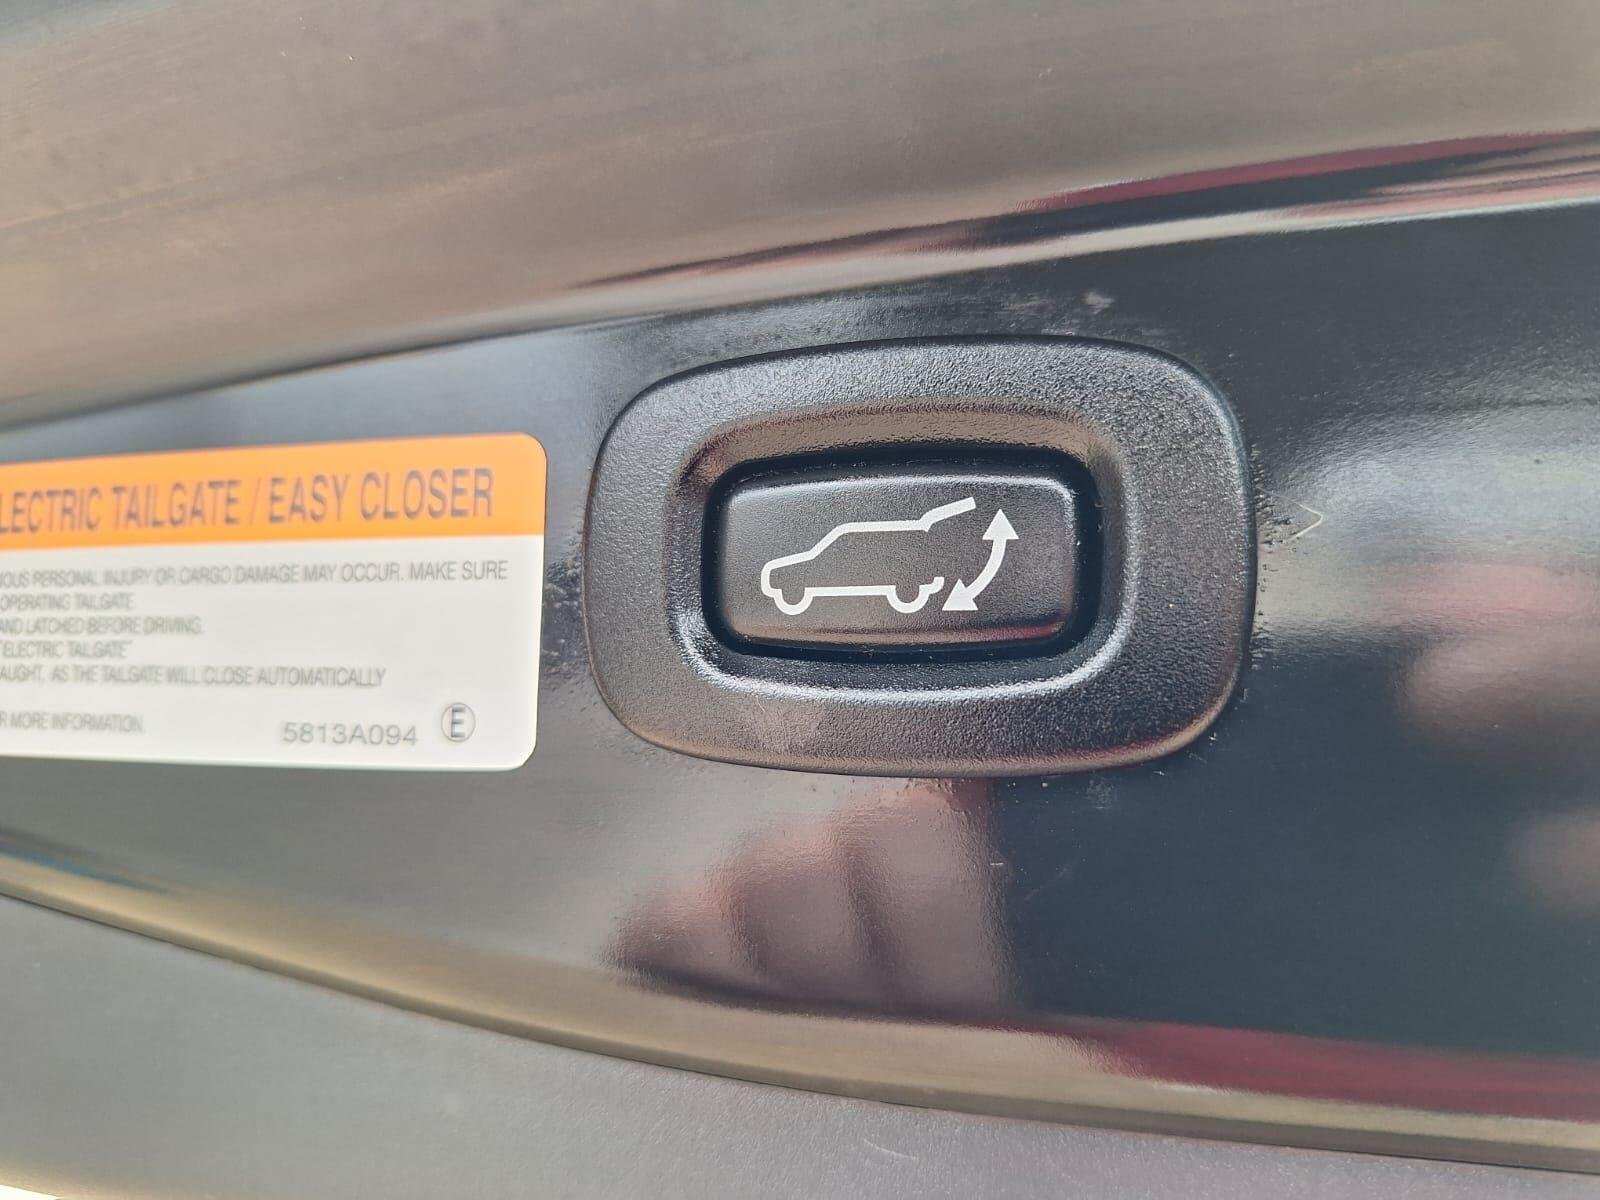 LECTRIC TAILGATE / EASY CLOSER
IOUS PERSONAL INJURY OR CARGO DAMAGE MAY OCCUR. MAKE SURE
OPERATING TAILGATE.
AND LATCHED BEFORE DRIVING.
"ELECTRIC TAILGATE"
AUGHT, AS THE TAILGATE WILL CLOSE AUTOMATICALLY
R MORE INFORMATION.
5813A094 E